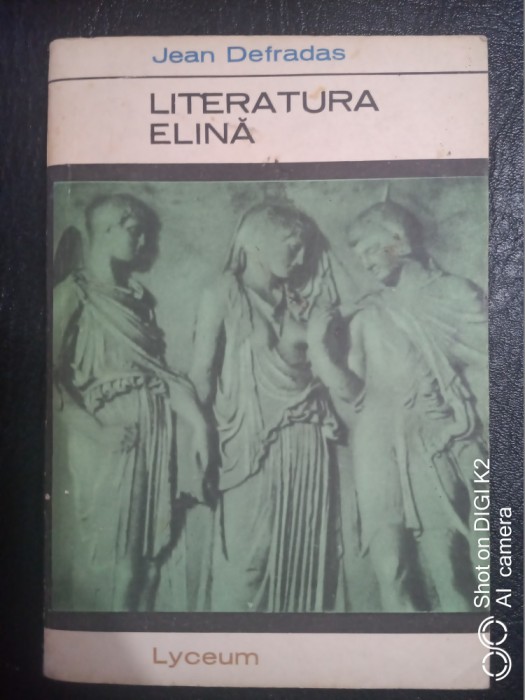 Jean Defradas
LITERATURA
ELINĂ
Lyceum
Shot on DIGI K2
AI camera